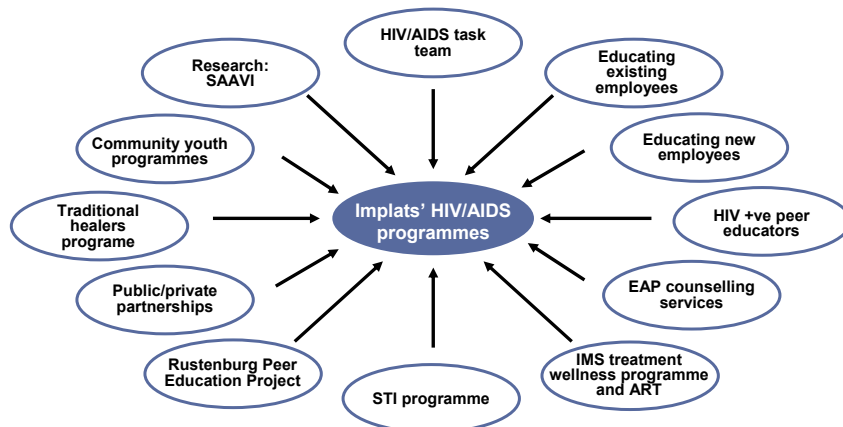 HIV/AIDS task
team
Research:
SAAVI
Educating
existing
employees
Community youth
programmes
Educating new
employees
Traditional
healers
programe
Implats' HIV/AIDS
programmes
HIV +ve peer
educators
Public/private
partnerships
EAP counselling
services
Rustenburg Peer
Education Project
STI programme
IMS treatment
wellness programme
and ART